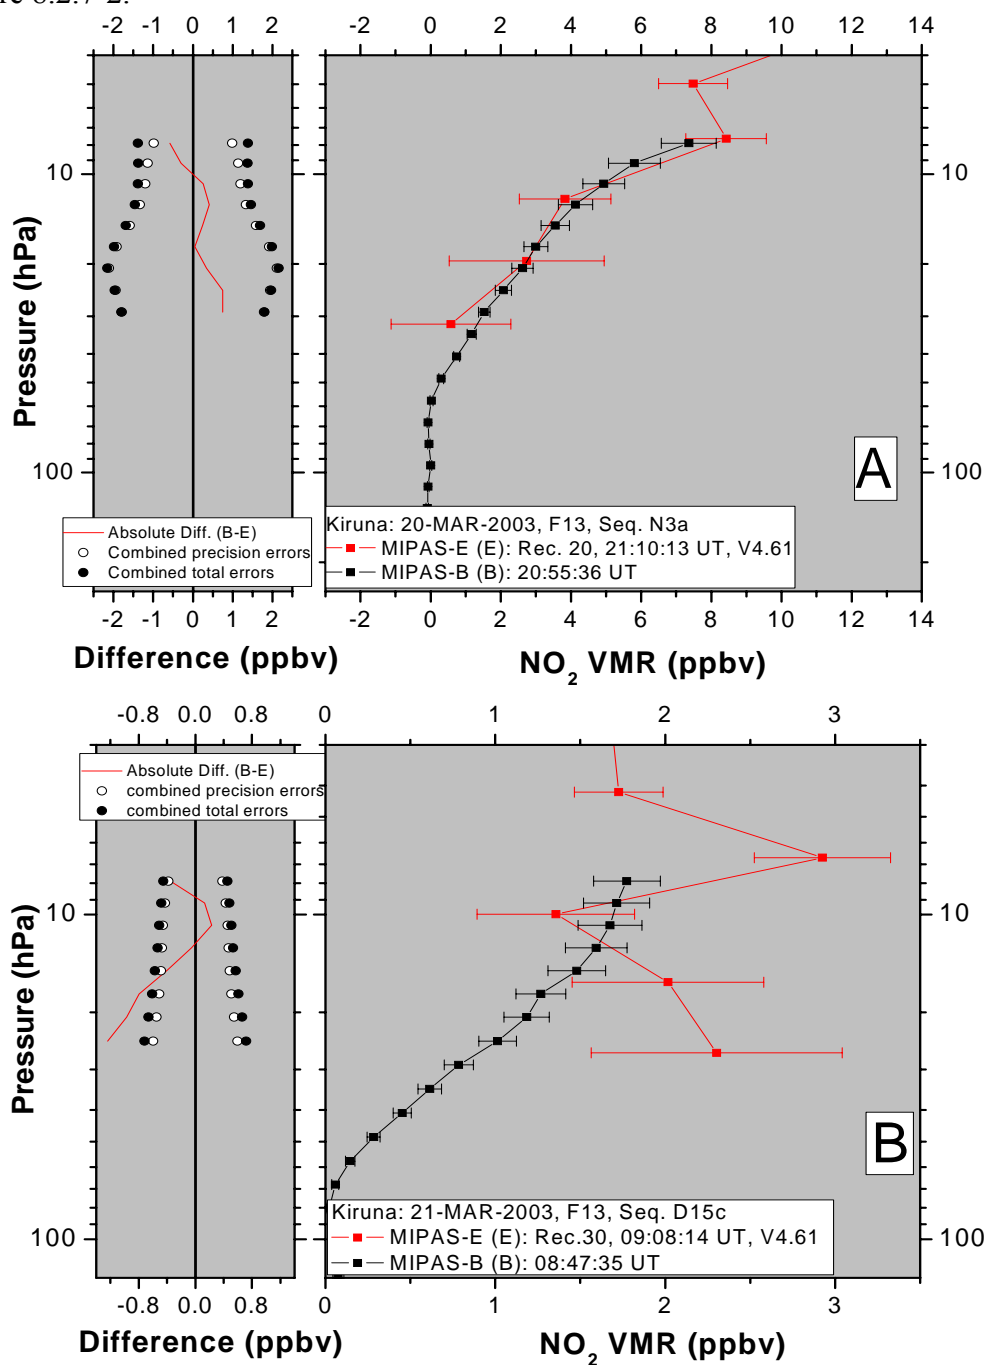 -2 -1 0 1 2 -2 0 2 4 6 8 10 12 14
10 10
100 100
Pressure (hPa)
A
Absolute Diff. (B-E)
Combined precision errors
Combined total errors
Kiruna: 20-MAR-2003, F13, Seq. N3a
MIPAS-E (E): Rec. 20, 21:10:13 UT, V4.61
MIPAS-B (B): 20:55:36 UT
-2 -1 0 1 2 -2 0 2 4 6 8 10 12 14
Difference (ppbv) NO2 VMR (ppbv)
-0.8 0.0 0.8 0 1 2 3
Absolute Diff. (B-E)
combined precision errors
combined total errors
10 10
Pressure (hPa)
B
Kiruna: 21-MAR-2003, F13, Seq. D15c
MIPAS-E (E): Rec.30, 09:08:14 UT, V4.61
MIPAS-B (B): 08:47:35 UT
100 100
-0.8 0.0 0.8 0 1 2 3
Difference (ppbv) NO2 VMR (ppbv)